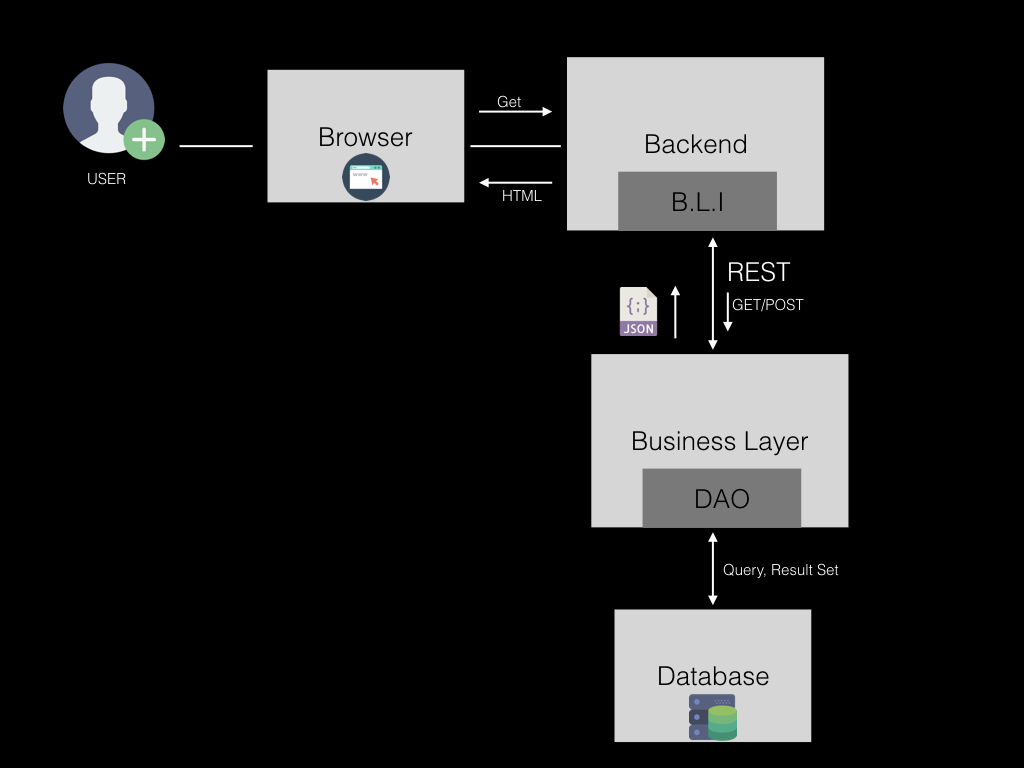 USER
Browser
www
Get
HTML
Backend
B.L.I
REST
GET/POST
{;}
JSON
Business Layer
DAO
Query, Result Set
Database